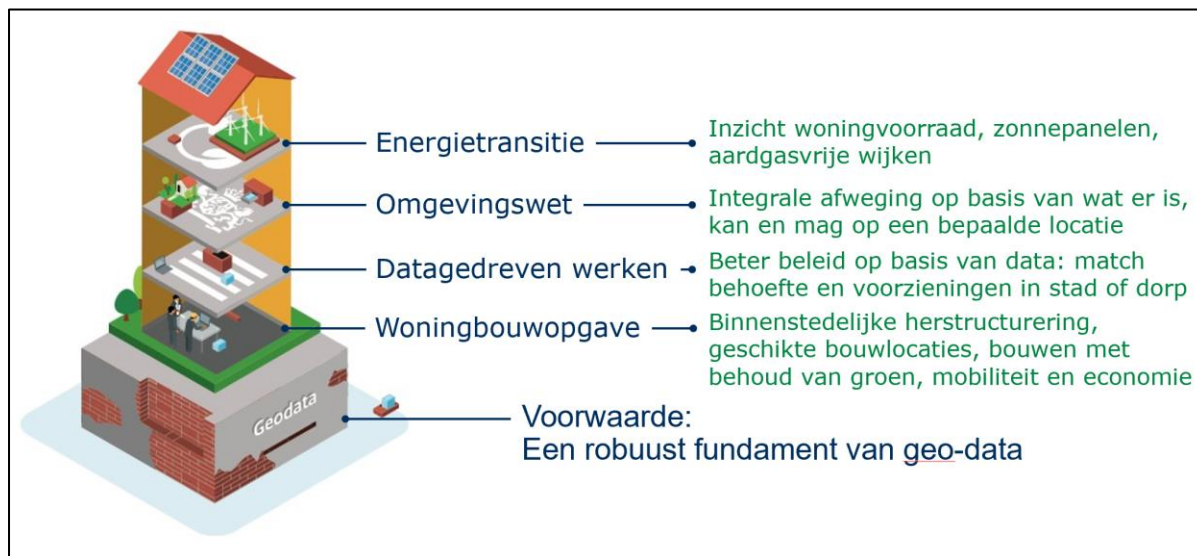 Energietransitie
Inzicht woningvoorraad, zonnepanelen,
aardgasvrije wijken
Omgevingswet
Integrale afweging op basis van wat er is,
kan en mag op een bepaalde locatie
Datagedreven werken
Beter beleid op basis van data: match
behoefte en voorzieningen in stad of dorp
Woningbouwopgave
Binnenstedelijke herstructurering,
geschikte bouwlocaties, bouwen met
behoud van groen, mobiliteit en economie
Geodata
Voorwaarde:
Een robuust fundament van geo-data